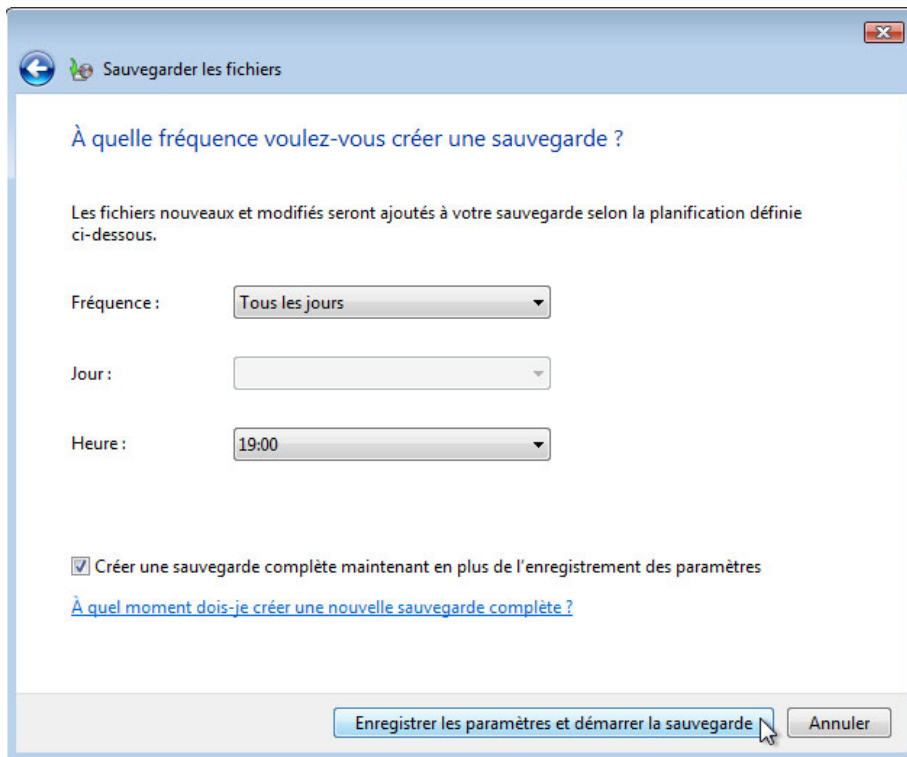 Sauvegarder les fichiers
À quelle fréquence voulez-vous créer une sauvegarde ?
Les fichiers nouveaux et modifiés seront ajoutés à votre sauvegarde selon la planification définie
ci-dessous.
Fréquence : Tous les jours
Jour :
Heure : 19:00
Créer une sauvegarde complète maintenant en plus de l'enregistrement des paramètres
À quel moment dois-je créer une nouvelle sauvegarde complète ?
Enregistrer les paramètres et démarrer la sauvegarde Annuler